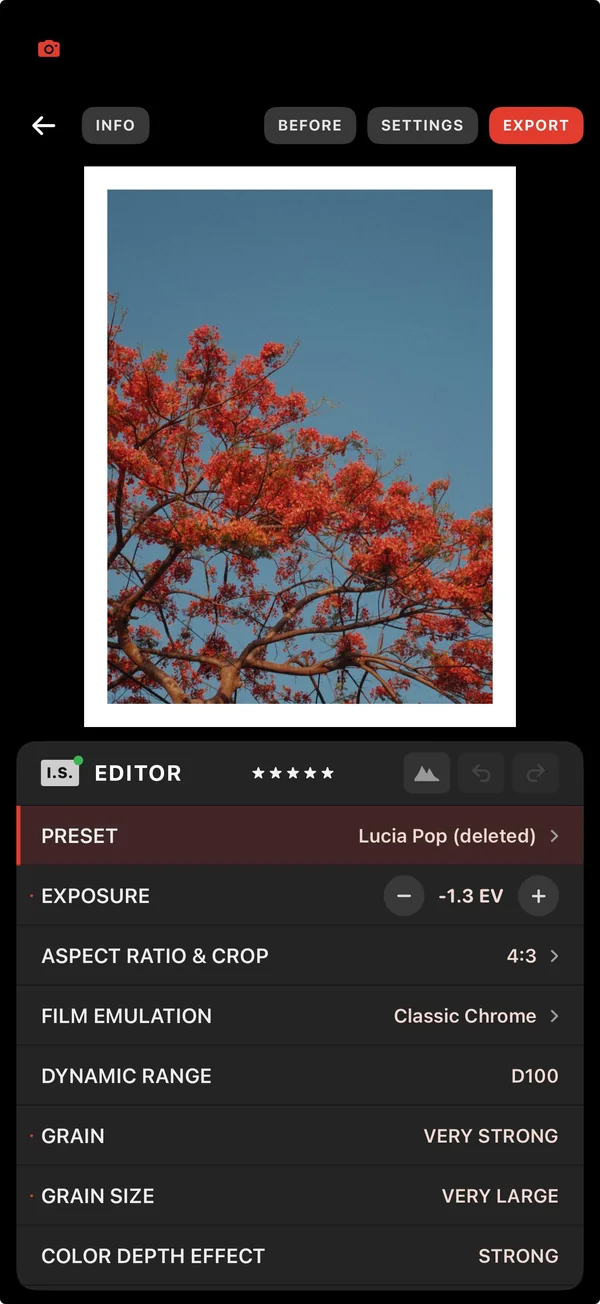 INFO BEFORE SETTINGS EXPORT
I.S. EDITOR ★★★★★
PRESET Lucia Pop (deleted)
EXPOSURE − -1.3 EV +
ASPECT RATIO & CROP 4:3
FILM EMULATION Classic Chrome
DYNAMIC RANGE D100
GRAIN VERY STRONG
GRAIN SIZE VERY LARGE
COLOR DEPTH EFFECT STRONG